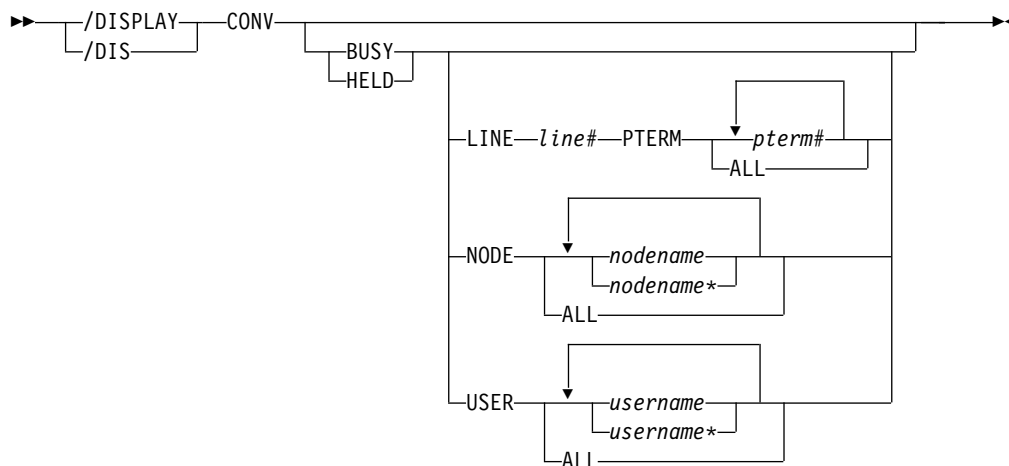 /DISPLAY CONV
/DIS BUSY
HELD
LINE line# PTERM pterm#
ALL
NODE nodename
nodename*
ALL
USER username
username*
ALL